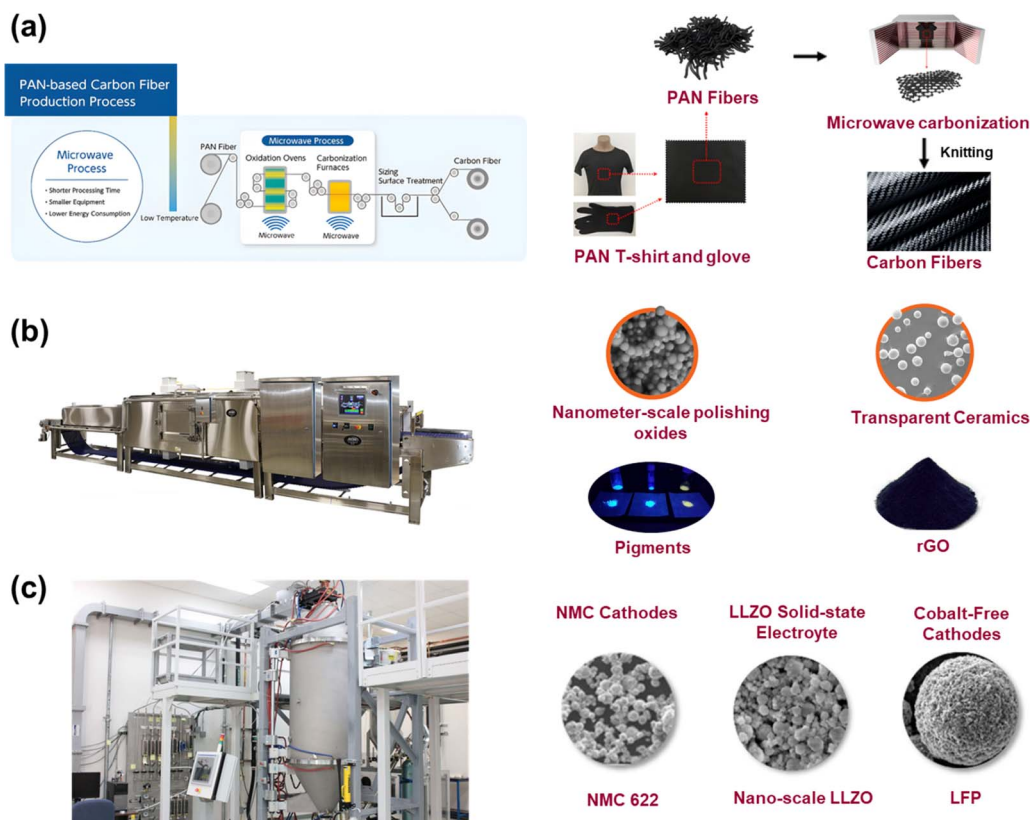 (a)
PAN-based Carbon Fiber
Production Process
Microwave
Process
• Shorter Processing Time
• Smaller Equipment
• Lower Energy Consumption
Low Temperature
PAN Fiber
Microwave Process
Oxidation Ovens
Carbonization
Furnaces
Microwave
Microwave
Sizing
Surface Treatment
Carbon Fiber
PAN Fibers
Microwave carbonization
Knitting
PAN T-shirt and glove
Carbon Fibers
(b)
Nanometer-scale polishing
oxides
Transparent Ceramics
Pigments
rGO
(c)
NMC Cathodes
LLZO Solid-state
Electroyte
Cobalt-Free
Cathodes
NMC 622
Nano-scale LLZO
LFP